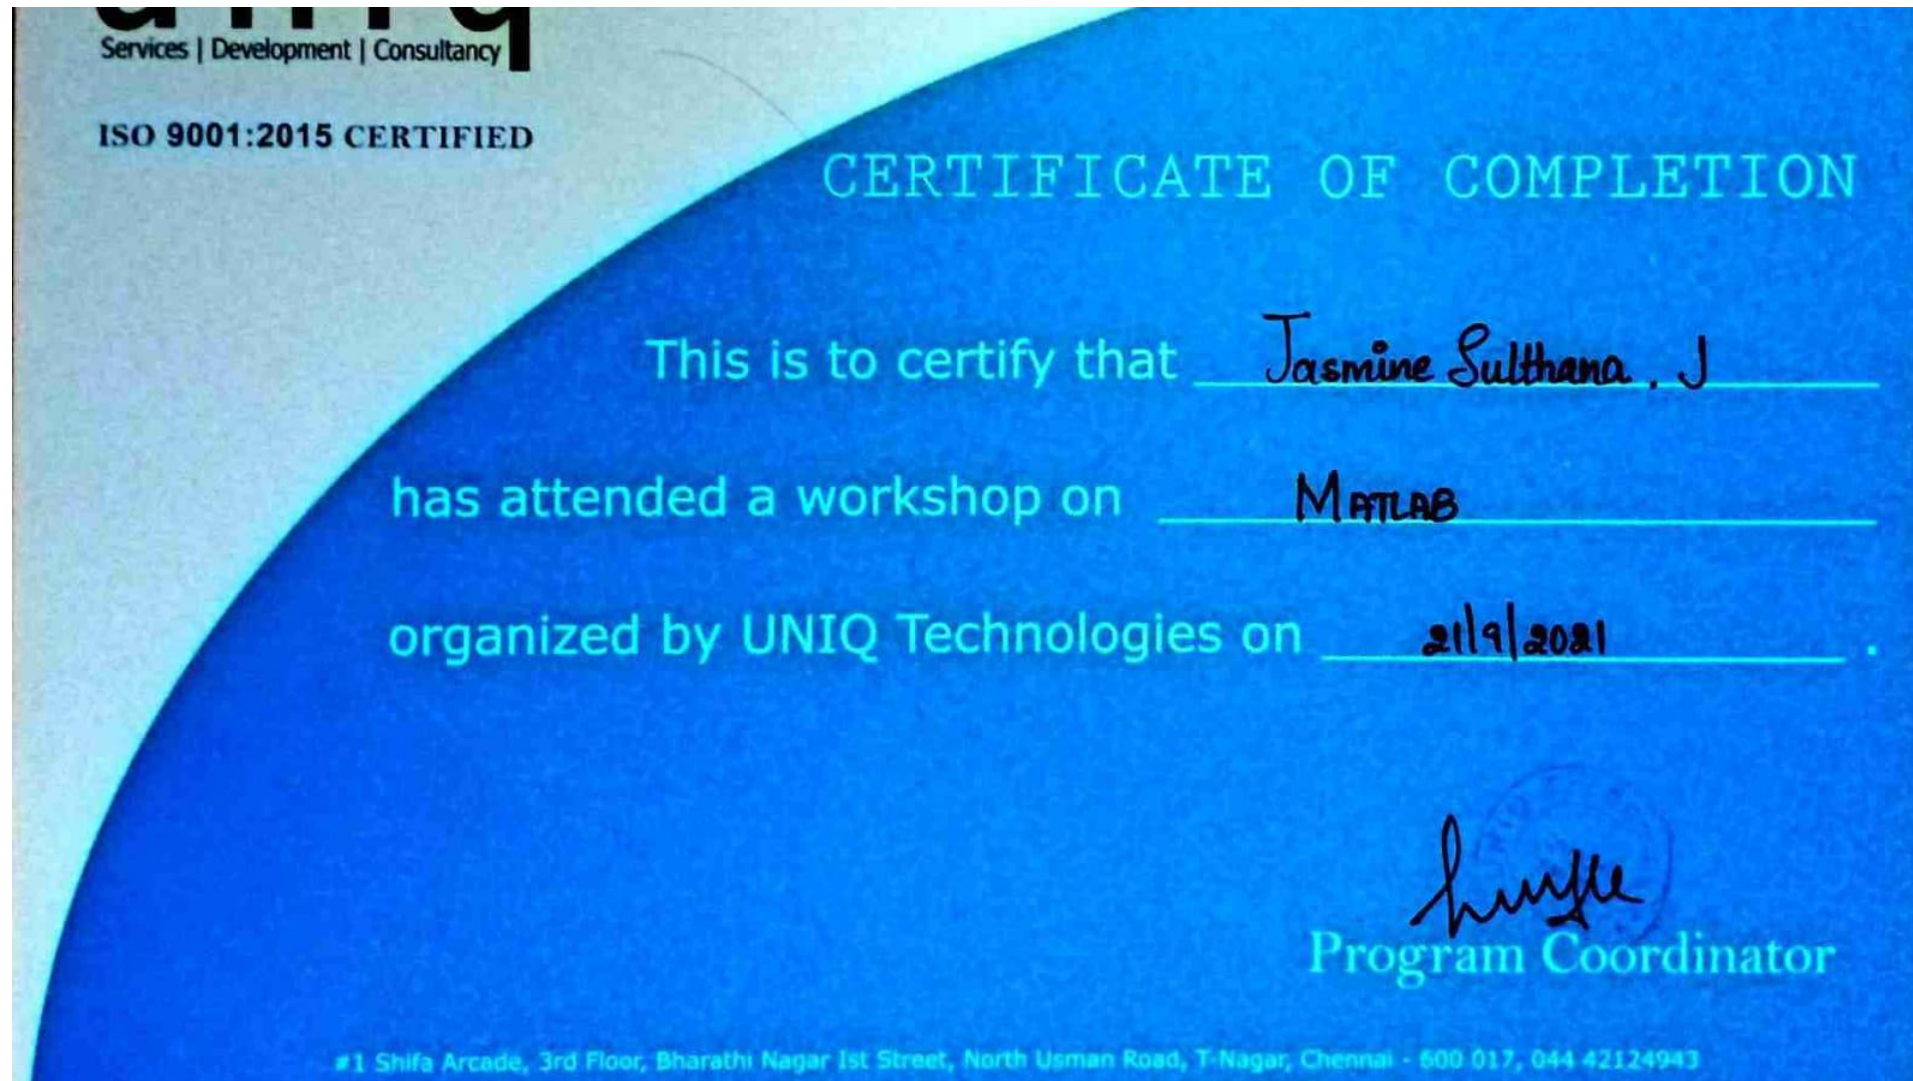 uniq
Services | Development | Consultancy
ISO 9001:2015 CERTIFIED
CERTIFICATE OF COMPLETION
This is to certify that Jasmine Sulthana . J
has attended a workshop on MATLAB
organized by UNIQ Technologies on 21/9/2021 .
Program Coordinator
#1 Shifa Arcade, 3rd Floor, Bharathi Nagar Ist Street, North Usman Road, T-Nagar, Chennai - 600 017, 044 42124943